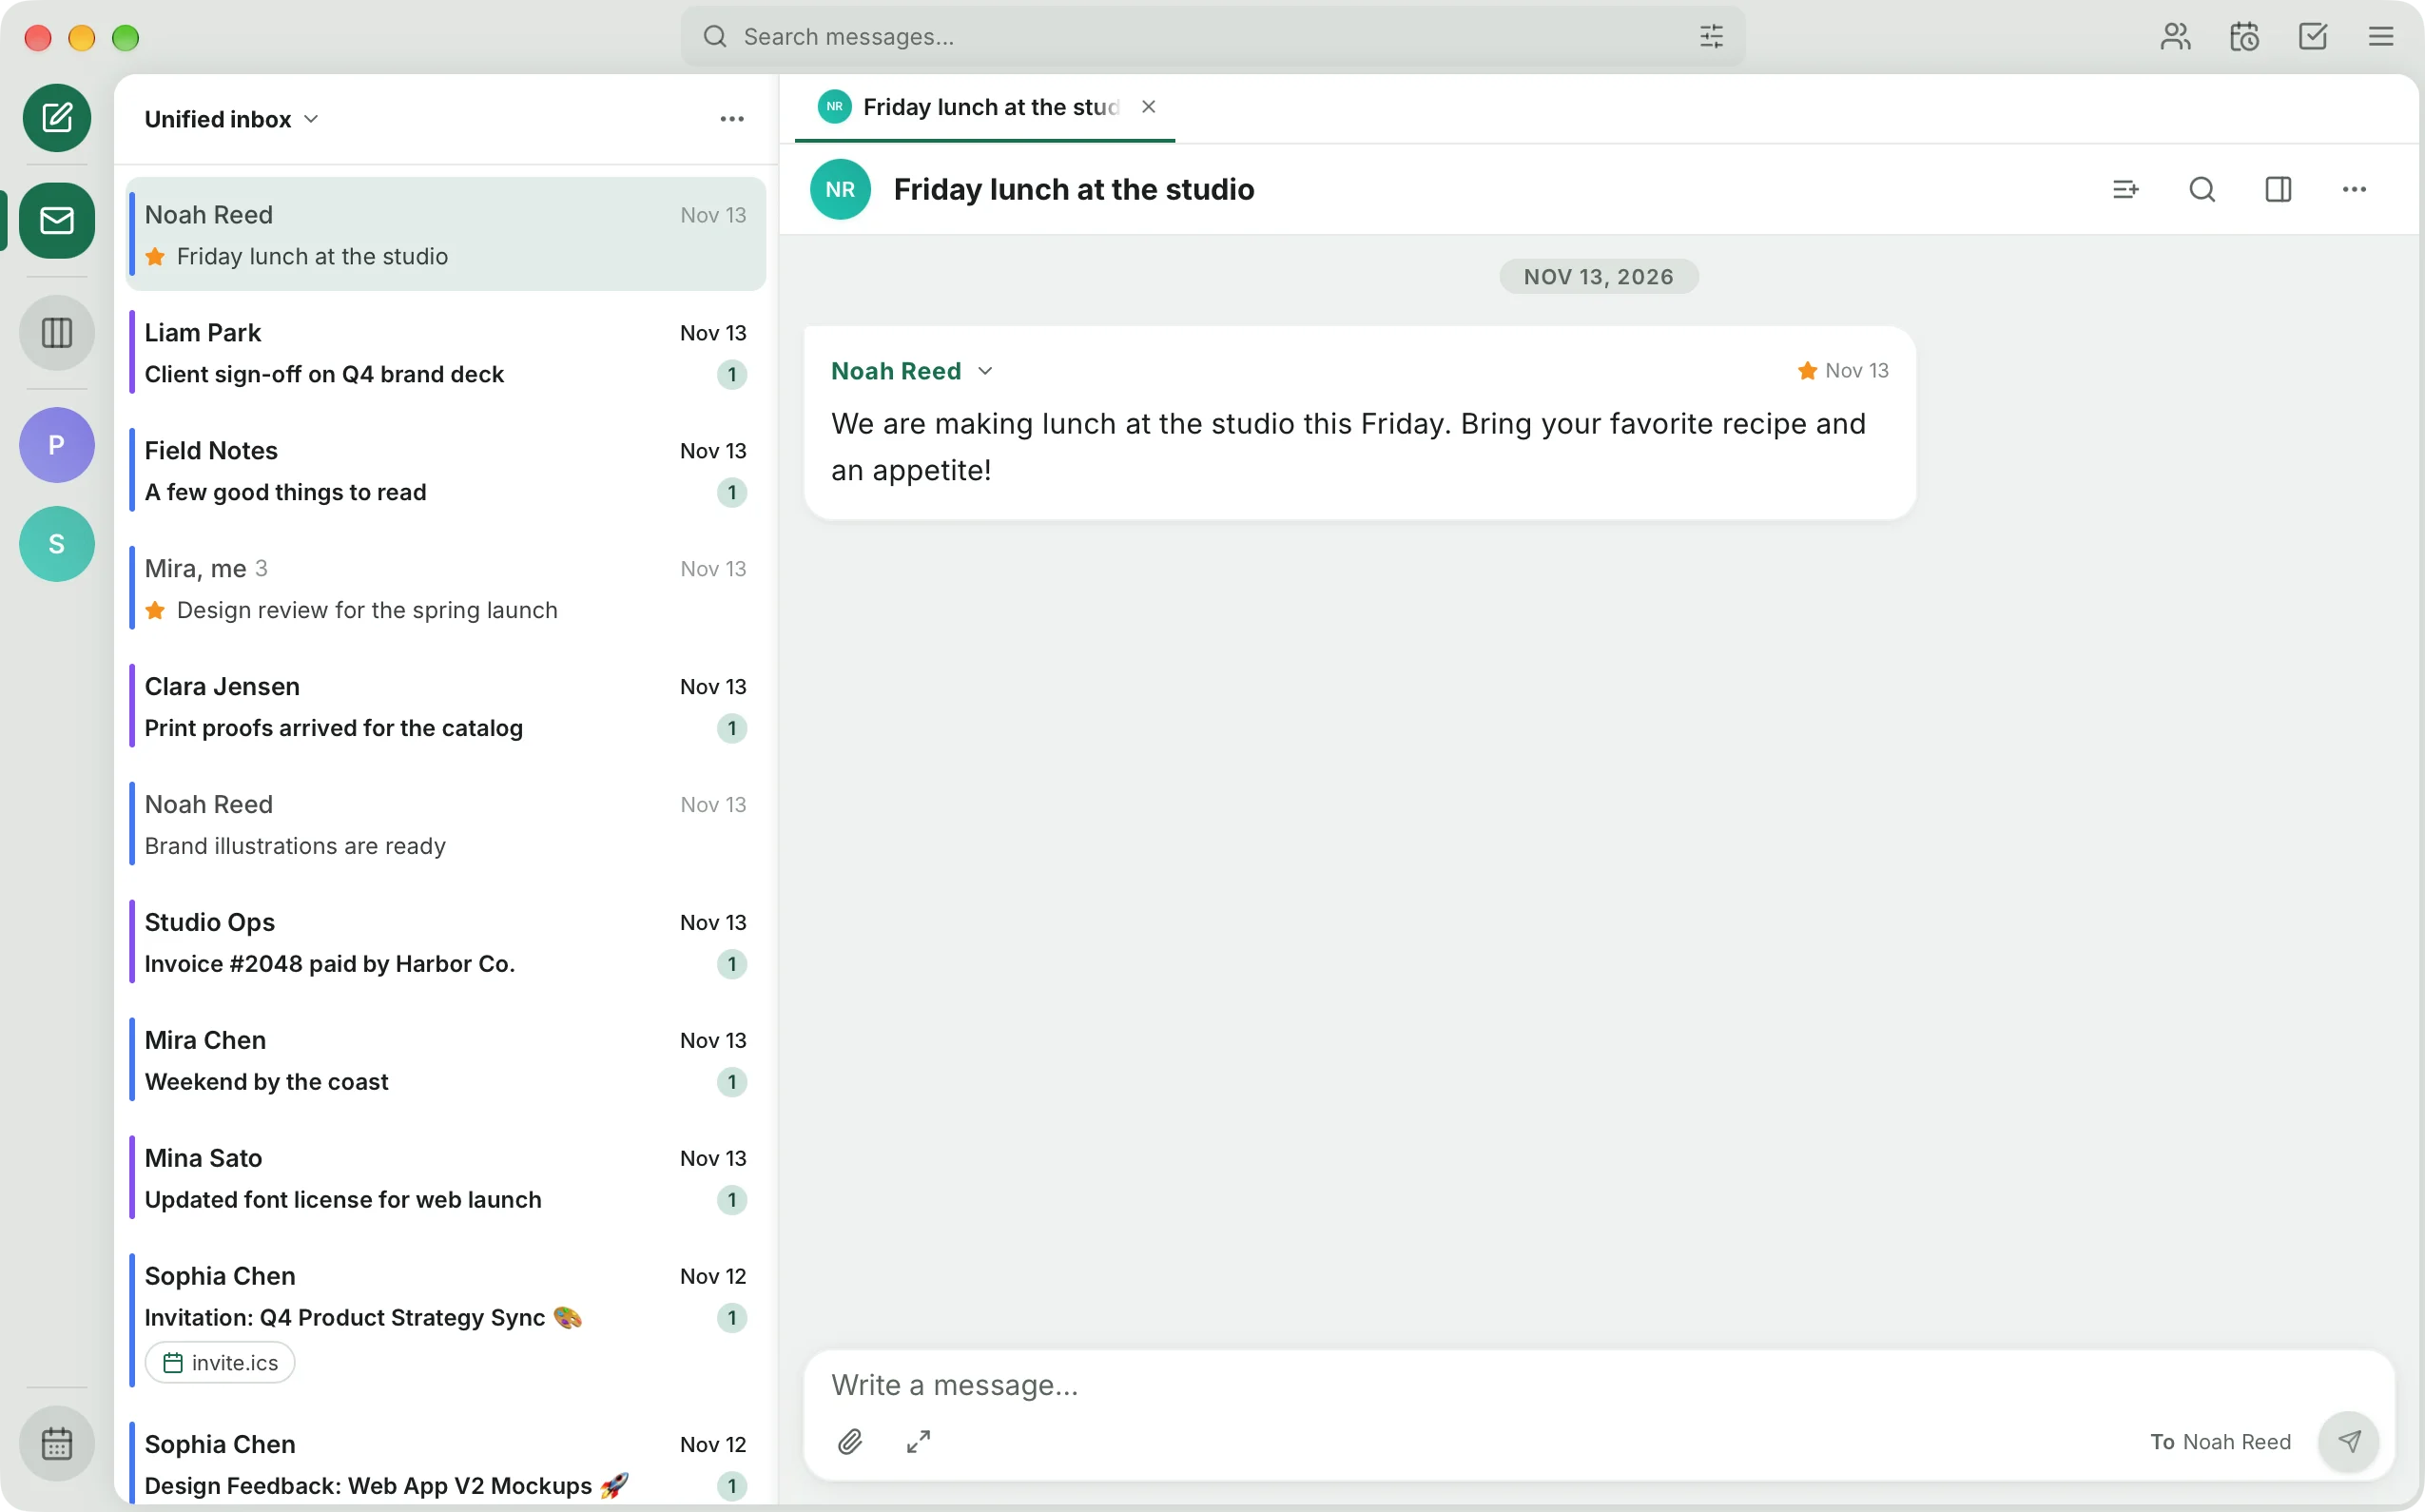 Search messages...
P
S
Unified inbox
Noah Reed Nov 13
Friday lunch at the studio
Liam Park Nov 13
Client sign-off on Q4 brand deck 1
Field Notes Nov 13
A few good things to read 1
Mira, me 3 Nov 13
Design review for the spring launch
Clara Jensen Nov 13
Print proofs arrived for the catalog 1
Noah Reed Nov 13
Brand illustrations are ready
Studio Ops Nov 13
Invoice #2048 paid by Harbor Co. 1
Mira Chen Nov 13
Weekend by the coast 1
Mina Sato Nov 13
Updated font license for web launch 1
Sophia Chen Nov 12
Invitation: Q4 Product Strategy Sync 🎨 1
invite.ics
Sophia Chen Nov 12
Design Feedback: Web App V2 Mockups 🚀 1
NR Friday lunch at the stud
NR Friday lunch at the studio
NOV 13, 2026
Noah Reed Nov 13
We are making lunch at the studio this Friday. Bring your favorite recipe and
an appetite!
Write a message...
To Noah Reed